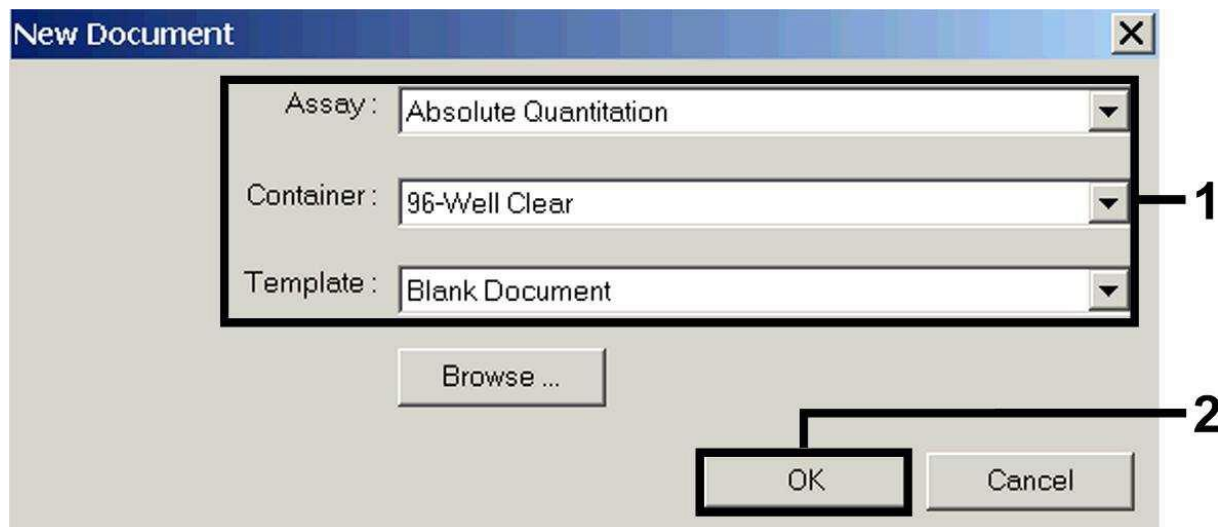 New Document
Assay : Absolute Quantitation
Container : 96-Well Clear
1
Template : Blank Document
Browse ...
2
OK Cancel